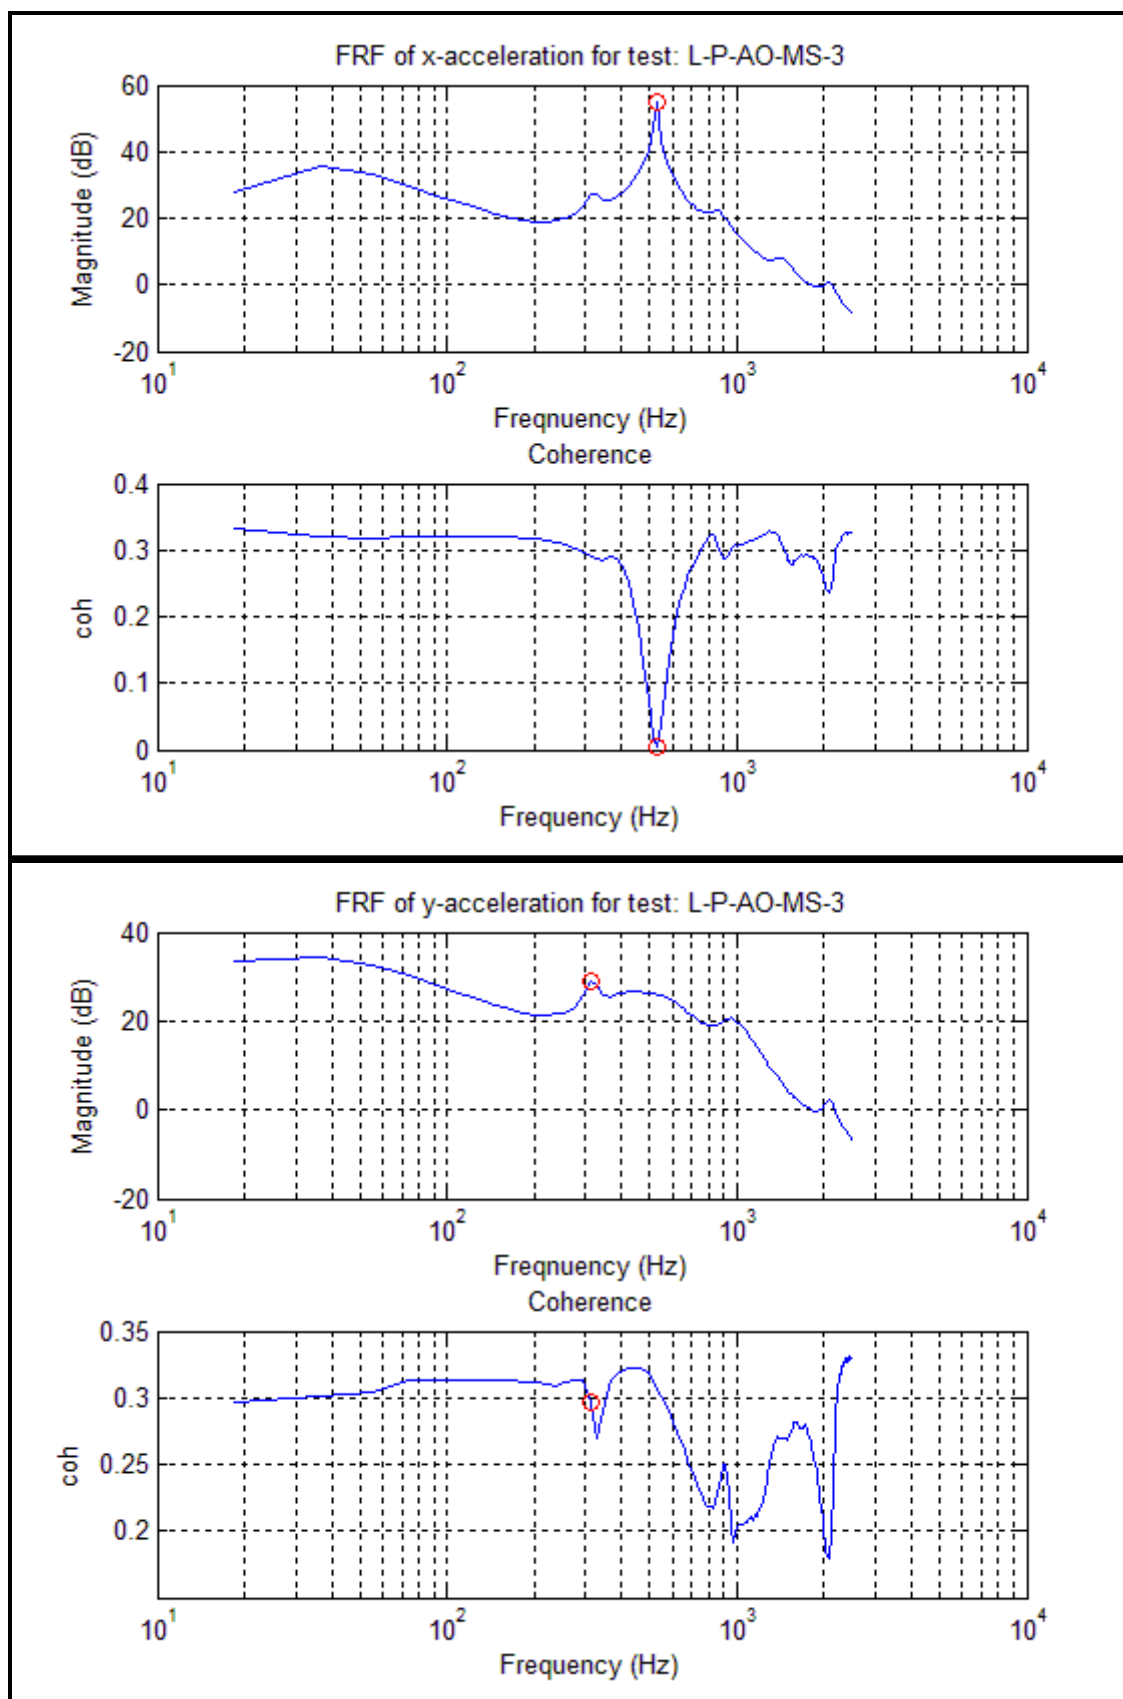 FRF of x-acceleration for test: L-P-AO-MS-3
60
40
20
0
-20
Magnitude (dB)
10^1 10^2 10^3 10^4
Freqnuency (Hz)
Coherence
0.4
0.3
0.2
0.1
0
coh
10^1 10^2 10^3 10^4
Frequency (Hz)
FRF of y-acceleration for test: L-P-AO-MS-3
40
20
0
-20
Magnitude (dB)
10^1 10^2 10^3 10^4
Freqnuency (Hz)
Coherence
0.35
0.3
0.25
0.2
coh
10^1 10^2 10^3 10^4
Frequency (Hz)